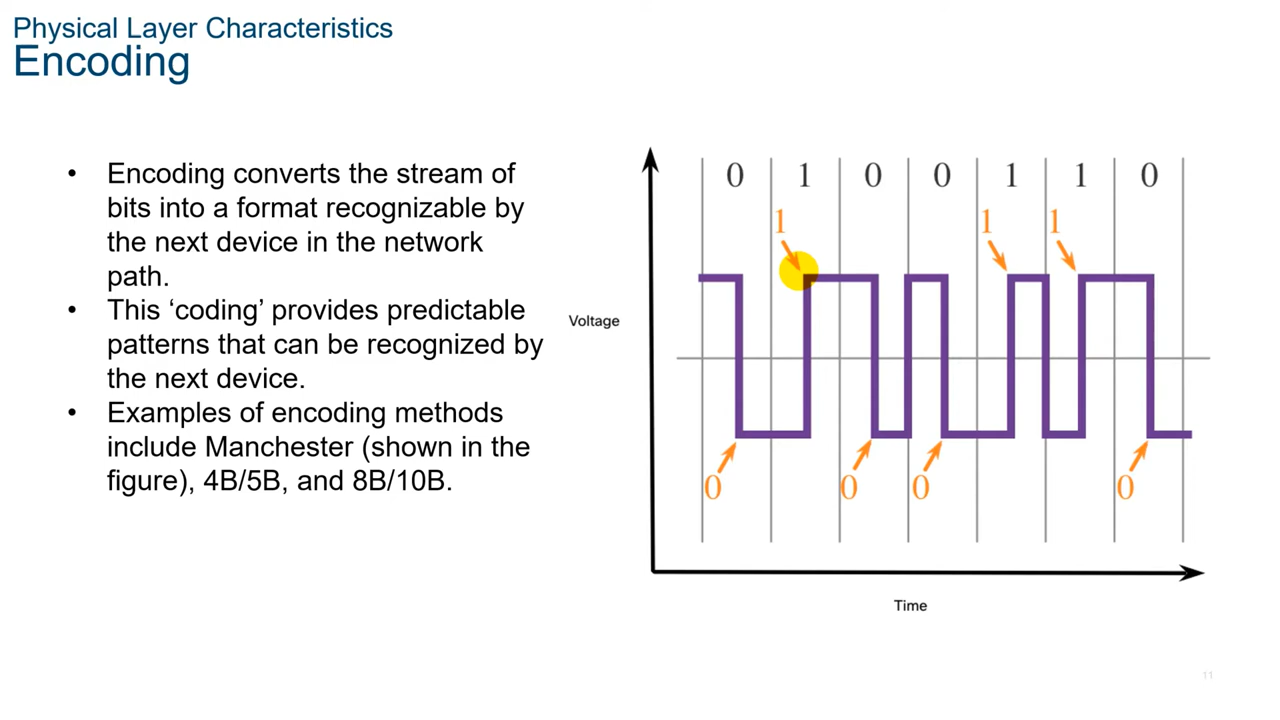 Physical Layer Characteristics
Encoding
• Encoding converts the stream of
bits into a format recognizable by
the next device in the network
path.
• This ‘coding’ provides predictable
patterns that can be recognized by
the next device.
• Examples of encoding methods
include Manchester (shown in the
figure), 4B/5B, and 8B/10B.
0 1 0 0 1 1 0
1 1 1
Voltage
0 0 0 0
Time
11